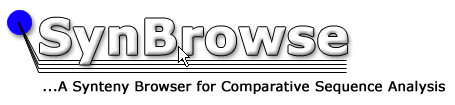 SynBrowse
...A Synteny Browser for Comparative Sequence Analysis